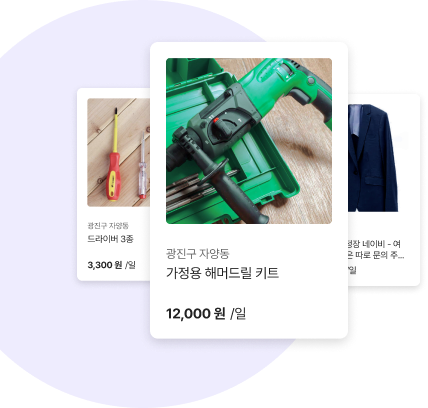 광진구 자양동
드라이버 3종
3,300 원 /일
광진구 자양동
가정용 해머드릴 키트
12,000 원 /일
정장 네이비 - 여
은 따로 문의 주...
/일